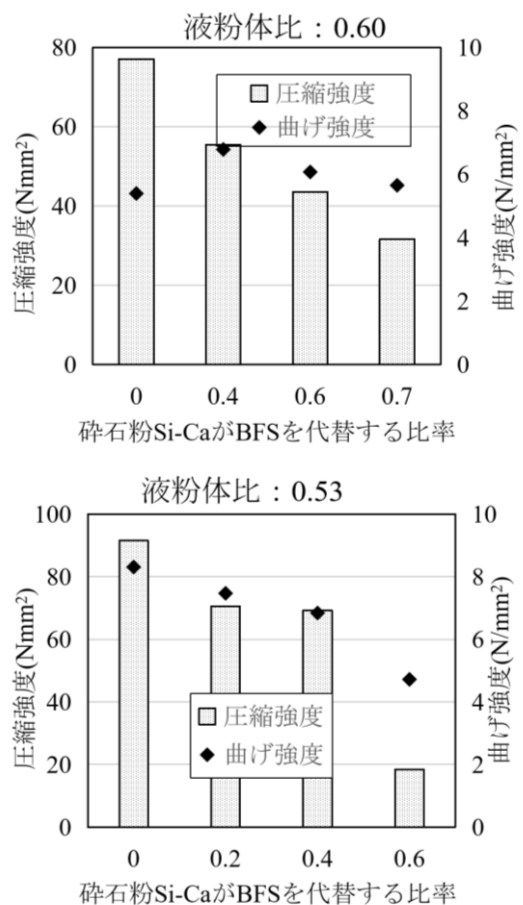 液粉体比：0.60
80
60
40
20
0
圧縮強度(Nmm²)
圧縮強度
曲げ強度
10
8
6
4
2
0
曲げ強度(N/mm²)
0 0.4 0.6 0.7
砕石粉Si-CaがBFSを代替する比率
液粉体比：0.53
100
80
60
40
20
0
圧縮強度(Nmm²)
圧縮強度
曲げ強度
10
8
6
4
2
0
曲げ強度(N/mm²)
0 0.2 0.4 0.6
砕石粉Si-CaがBFSを代替する比率